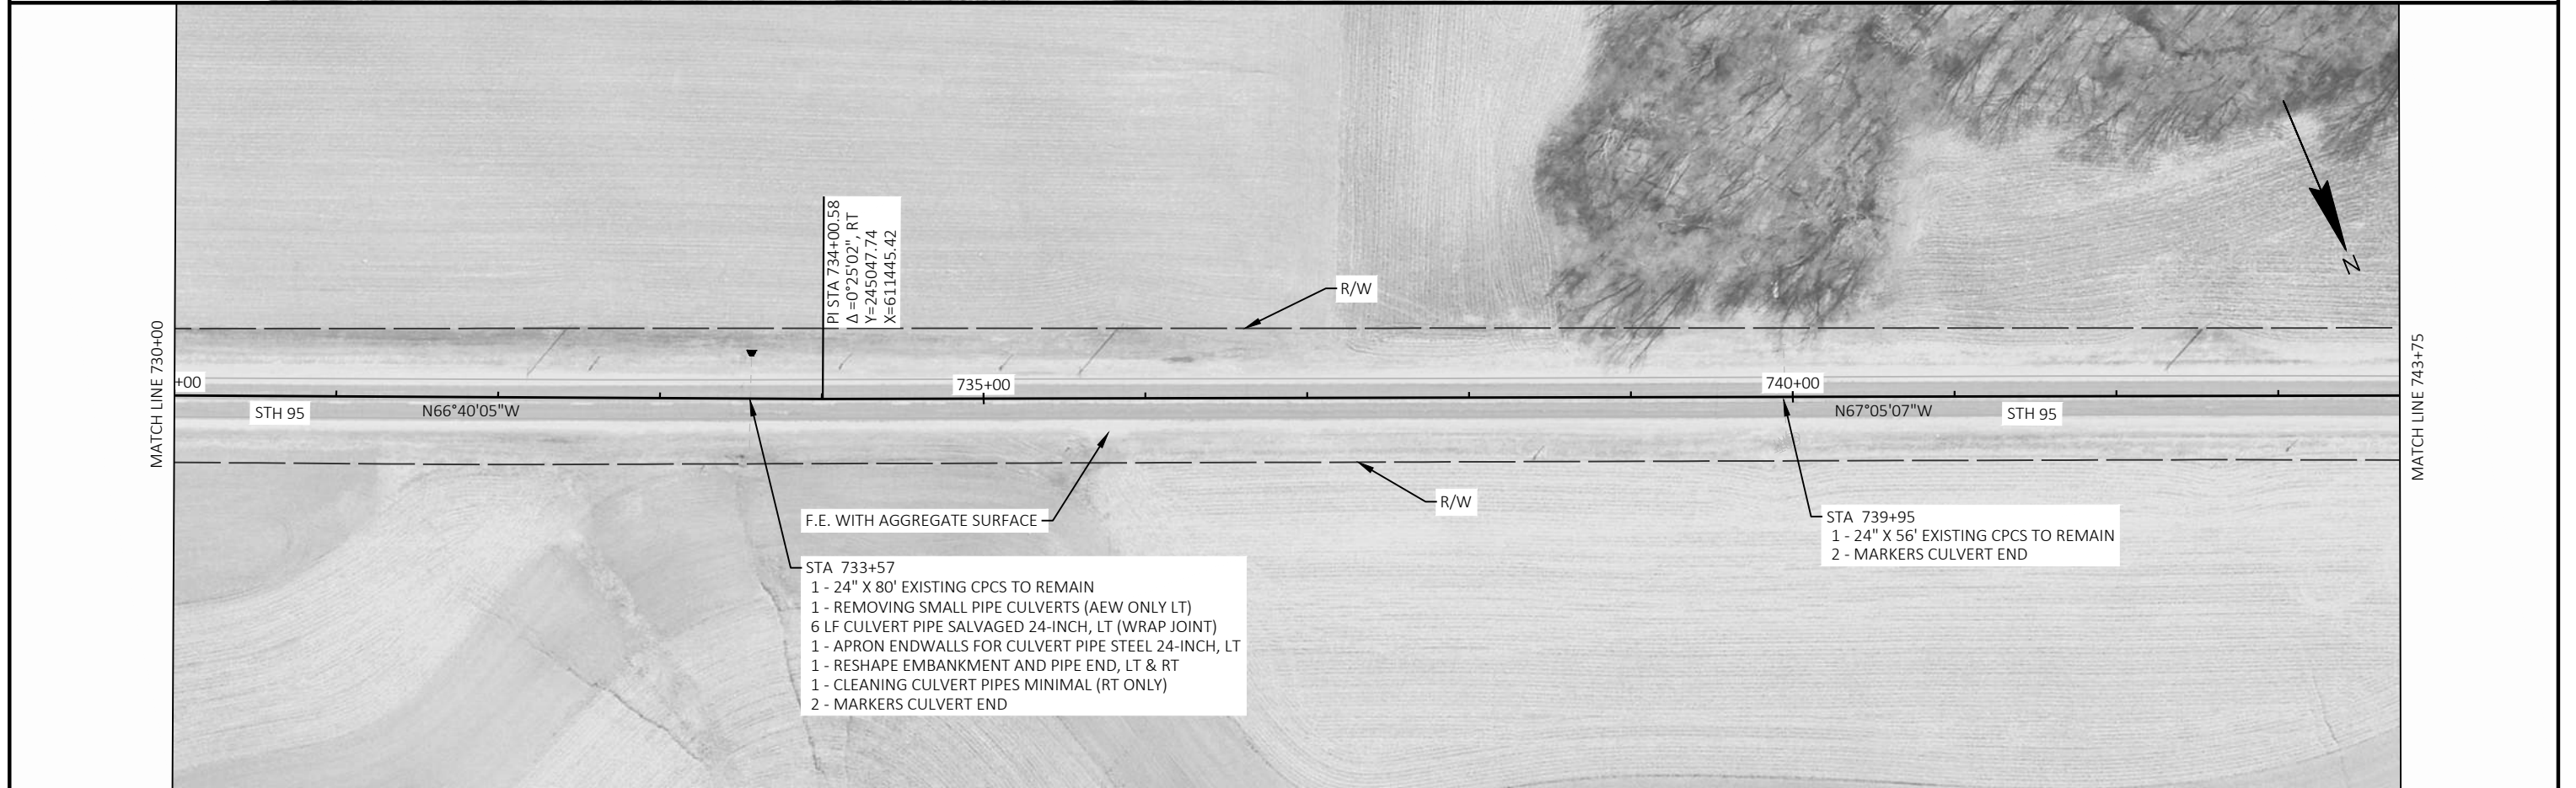 PI STA 734+00.58
Δ =0°25'02", RT
Y=245047.74
X=611445.42
R/W
N
MATCH LINE 730+00
MATCH LINE 743+75
+00
735+00
740+00
STH 95
N66°40'05"W
N67°05'07"W
STH 95
R/W
F.E. WITH AGGREGATE SURFACE
STA 733+57
1 - 24" X 80' EXISTING CPCS TO REMAIN
1 - REMOVING SMALL PIPE CULVERTS (AEW ONLY LT)
6 LF CULVERT PIPE SALVAGED 24-INCH, LT (WRAP JOINT)
1 - APRON ENDWALLS FOR CULVERT PIPE STEEL 24-INCH, LT
1 - RESHAPE EMBANKMENT AND PIPE END, LT & RT
1 - CLEANING CULVERT PIPES MINIMAL (RT ONLY)
2 - MARKERS CULVERT END
STA 739+95
1 - 24" X 56' EXISTING CPCS TO REMAIN
2 - MARKERS CULVERT END